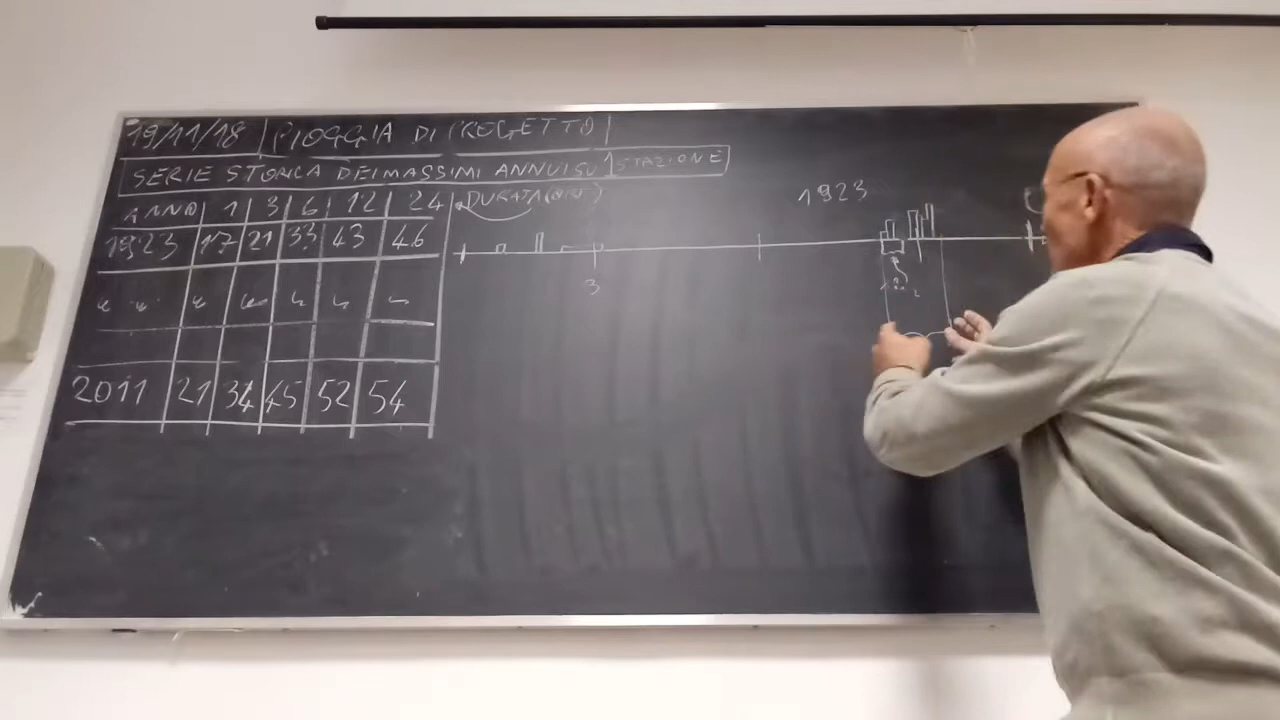 19/11/18 | PIOGGIA DI PROGETTO |
SERIE STORICA DEI MASSIMI ANNUI SU 1 STAZIONE
ANNO 1 3 6 12 24 DURATA (ORE)
1923 17 21 33 43 46
2011 21 34 45 52 54
1923
3